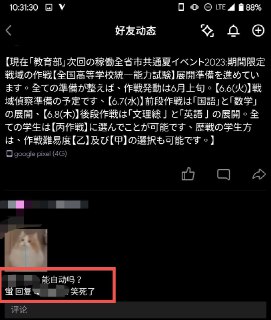 10:31:30
LTE
88%
好友动态
【現在「教育部」次回の稼働全省市共通夏イベント2023:期間限定
戦域の作戦【全国高等学校統一能力試験】展開準備を進めてい
ます。全ての準備が整えば、作戦発動は6月上旬。【6.6(火)】戦
域偵察準備の予定です、【6.7(水)】前段作戦は「国語」と「数学」
の展開、【6.8(木)】後段作戦は「文理総」と「英語」の展開。全
ての学生は【丙作戦】に選んでことが可能です、歴戦の学生方
は、作戦難易度【乙】及び【甲】の選択も可能です。】
google pixel (4G)
能自动吗?
萤 回复 笑死了
评论